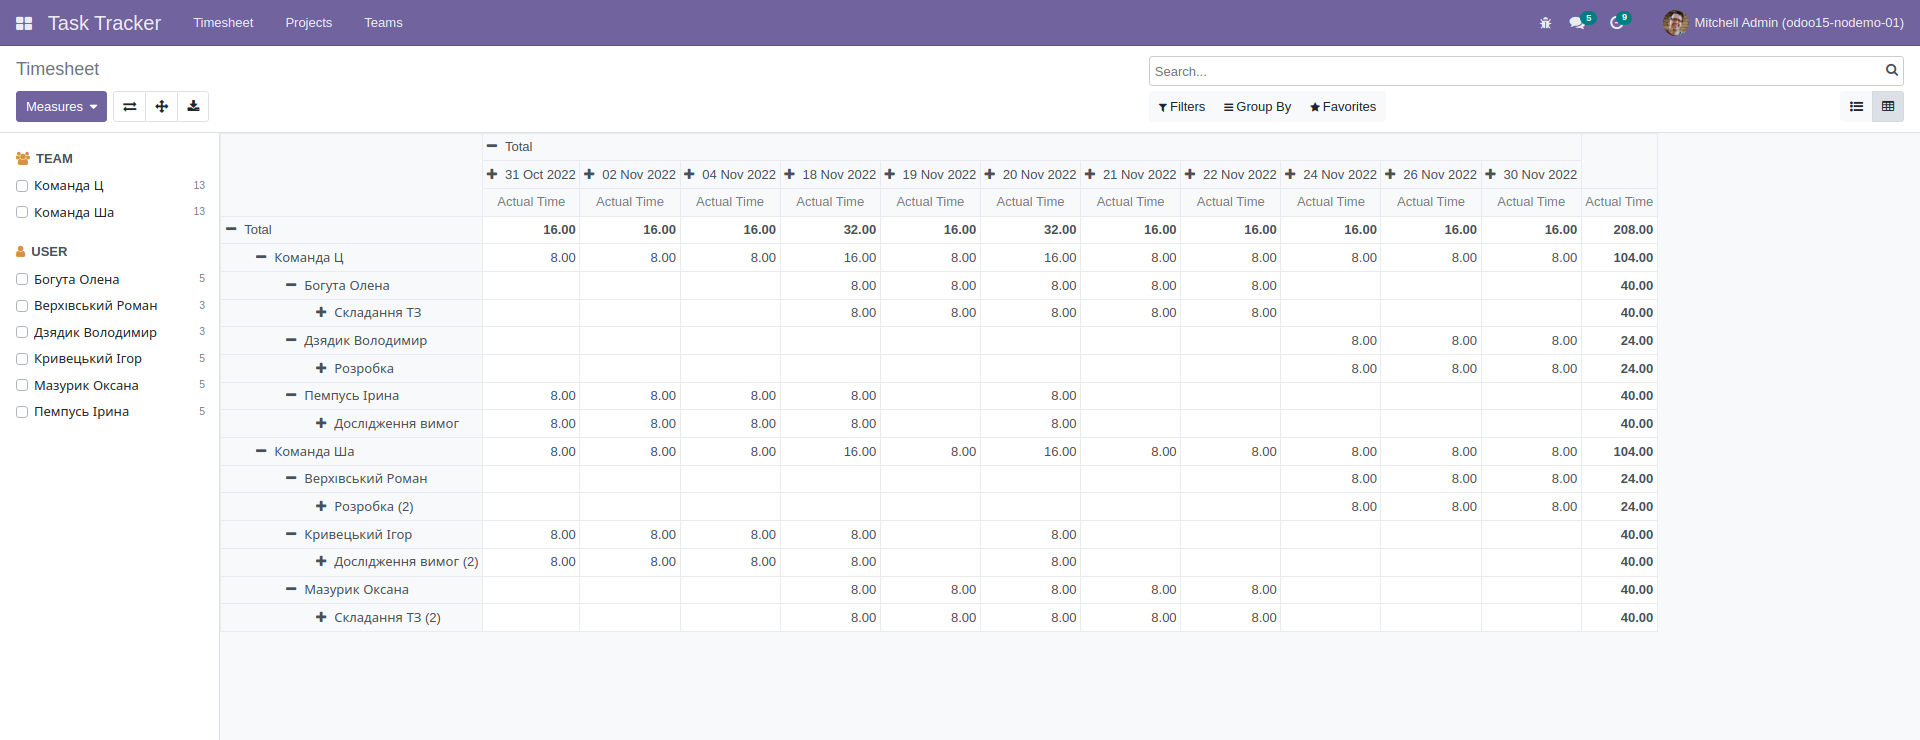 Task Tracker Timesheet Projects Teams 5 9 Mitchell Admin (odoo15-nodemo-01)
Timesheet
Search...
Measures Filters Group By Favorites
TEAM
Команда Ц 13
Команда Ша 13
USER
Богута Олена 5
Верхівський Роман 3
Дзядик Володимир 3
Кривецький Ігор 5
Мазурик Оксана 5
Пемпусь Ірина 5
Total
31 Oct 2022 02 Nov 2022 04 Nov 2022 18 Nov 2022 19 Nov 2022 20 Nov 2022 21 Nov 2022 22 Nov 2022 24 Nov 2022 26 Nov 2022 30 Nov 2022
Actual Time Actual Time Actual Time Actual Time Actual Time Actual Time Actual Time Actual Time Actual Time Actual Time Actual Time Actual Time
Total 16.00 16.00 16.00 32.00 16.00 32.00 16.00 16.00 16.00 16.00 16.00 208.00
Команда Ц 8.00 8.00 8.00 16.00 8.00 16.00 8.00 8.00 8.00 8.00 8.00 104.00
Богута Олена 8.00 8.00 8.00 8.00 8.00 40.00
Складання ТЗ 8.00 8.00 8.00 8.00 8.00 40.00
Дзядик Володимир 8.00 8.00 8.00 24.00
Розробка 8.00 8.00 8.00 24.00
Пемпусь Ірина 8.00 8.00 8.00 8.00 8.00 40.00
Дослідження вимог 8.00 8.00 8.00 8.00 8.00 40.00
Команда Ша 8.00 8.00 8.00 16.00 8.00 16.00 8.00 8.00 8.00 8.00 8.00 104.00
Верхівський Роман 8.00 8.00 8.00 24.00
Розробка (2) 8.00 8.00 8.00 24.00
Кривецький Ігор 8.00 8.00 8.00 8.00 8.00 40.00
Дослідження вимог (2) 8.00 8.00 8.00 8.00 8.00 40.00
Мазурик Оксана 8.00 8.00 8.00 8.00 8.00 40.00
Складання ТЗ (2) 8.00 8.00 8.00 8.00 8.00 40.00